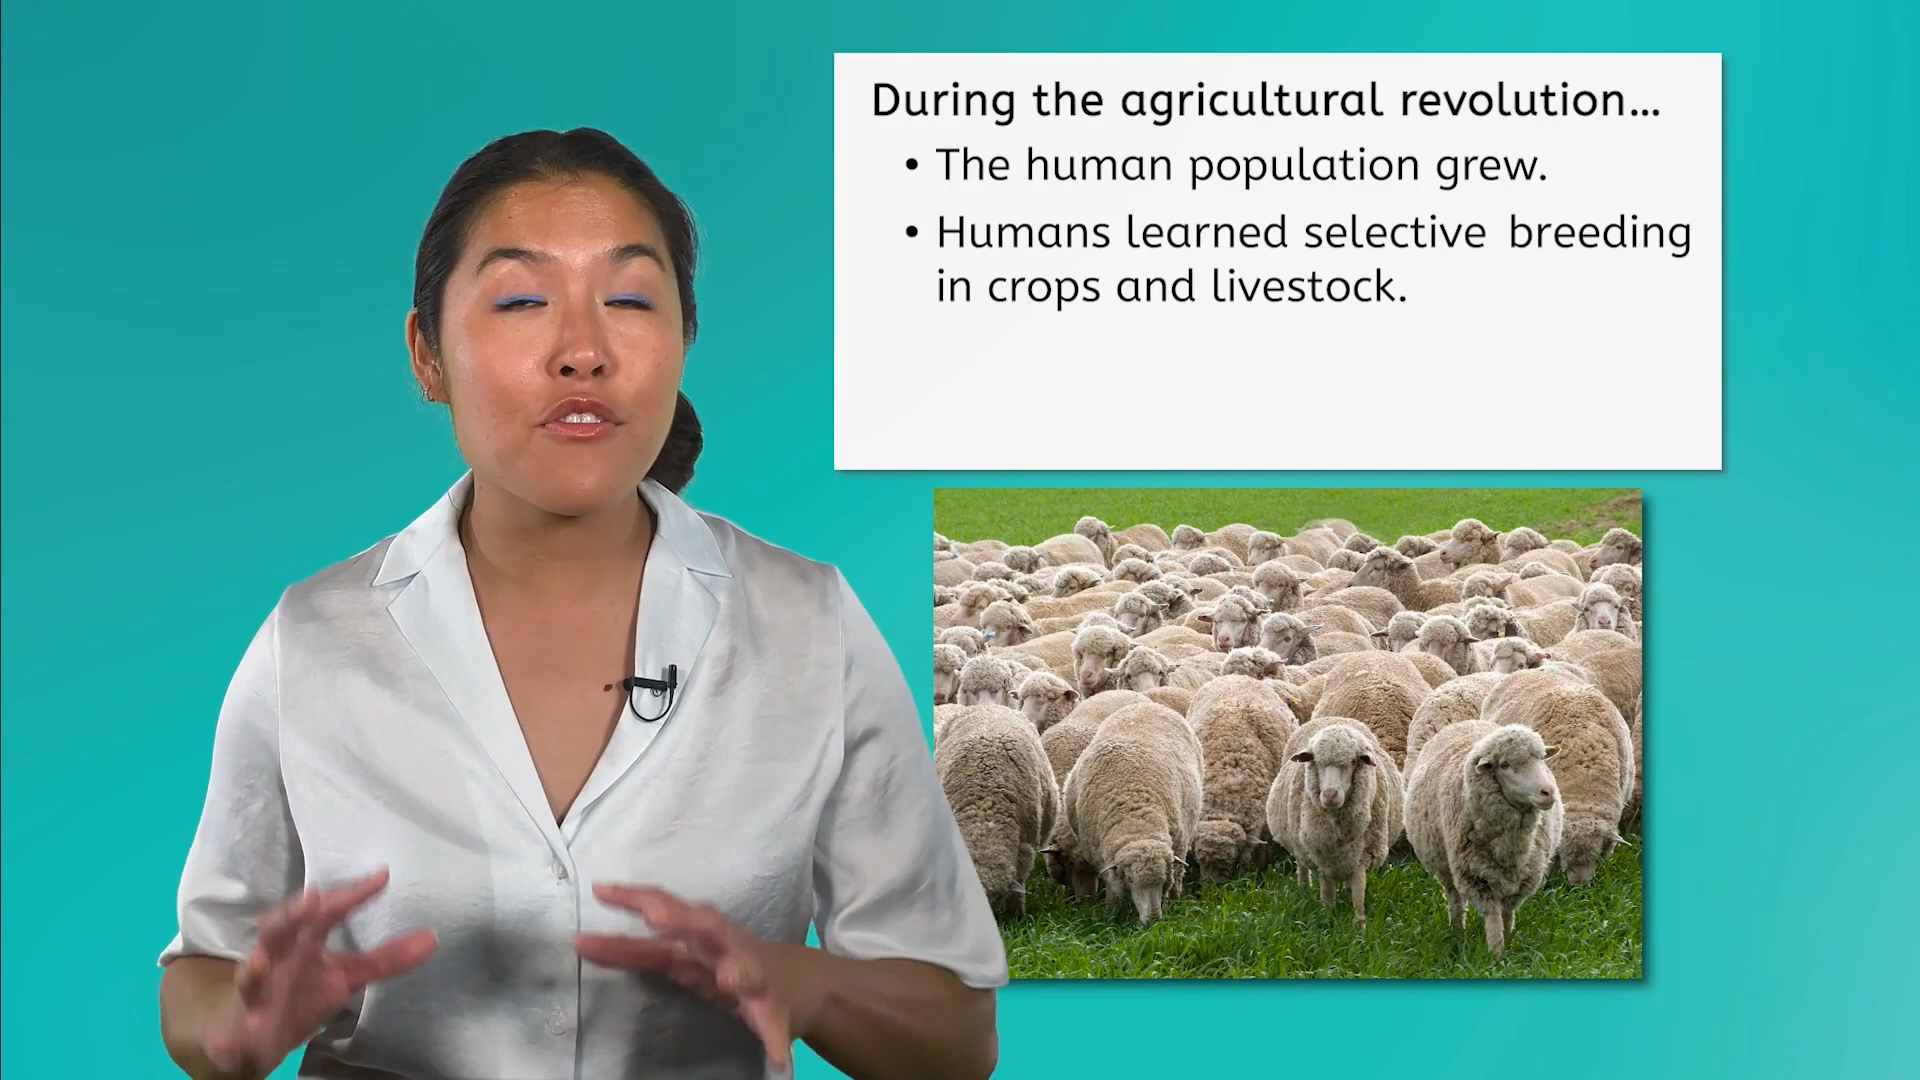 During the agricultural revolution…
• The human population grew.
• Humans learned selective breeding
in crops and livestock.